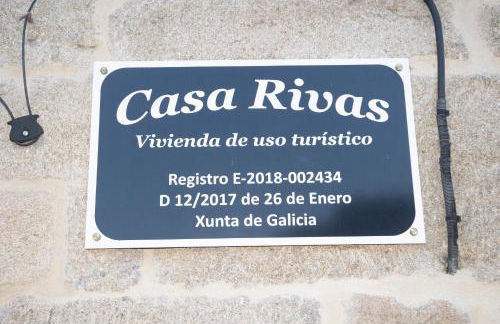 Casa Rivas
Vivienda de uso turístico
Registro E-2018-002434
D 12/2017 de 26 de Enero
Xunta de Galicia